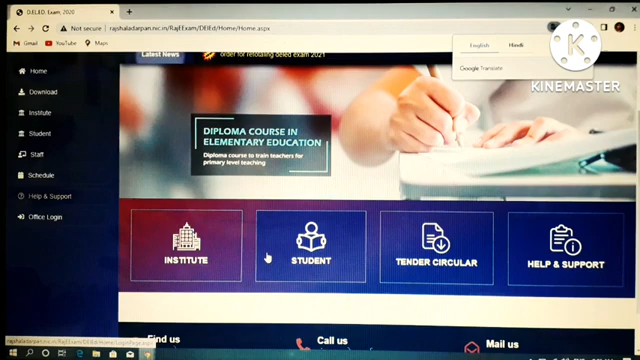 D.El.ED. Exam, 2020
Not secure | rajshaladarpan.nic.in/RajEExam/DElEd/Home/Home.aspx
Gmail YouTube Maps
English Hindi
Google Translate
KINEMASTER
Latest News order for retotaling deled exam 2021
Home
Download
Institute
Student
Staff
Schedule
Help & Support
Office Login
DIPLOMA COURSE IN
ELEMENTARY EDUCATION
Diploma course to train teachers for
primary level teaching
INSTITUTE
STUDENT
TENDER CIRCULAR
HELP & SUPPORT
Find us
Call us
Mail us